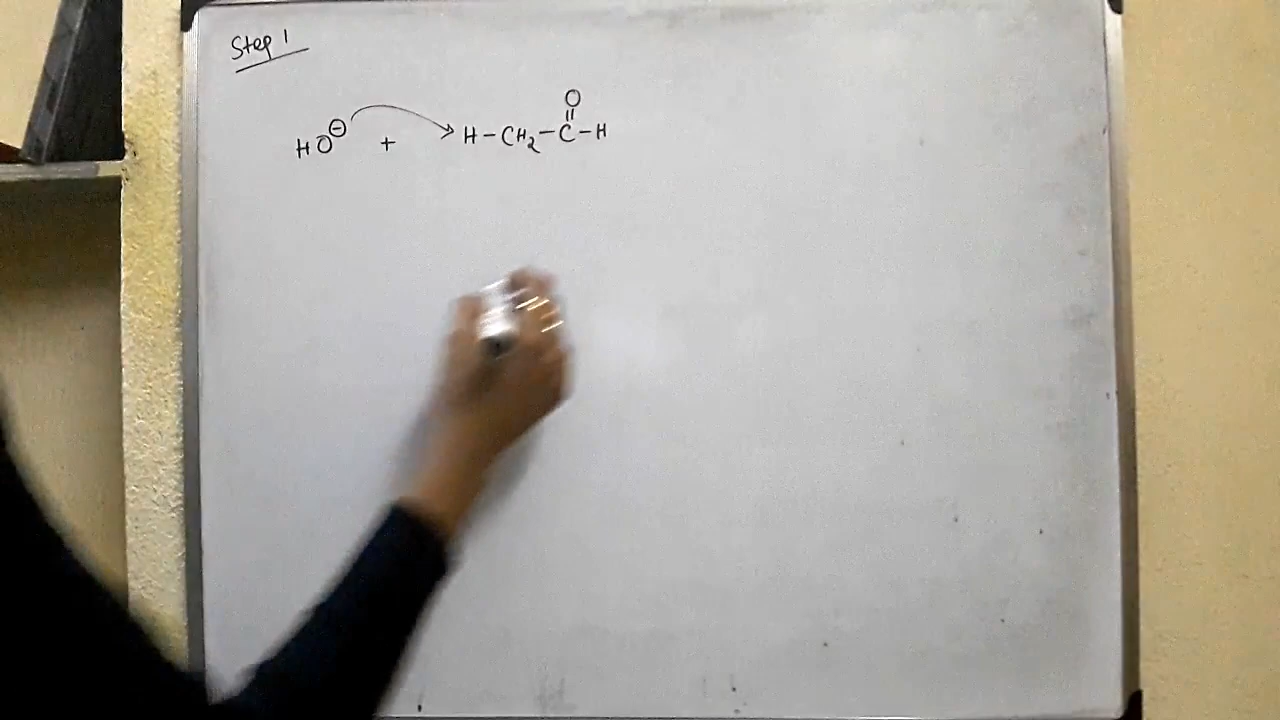 Step 1
O
||
HO⊖ + H-CH₂-C-H